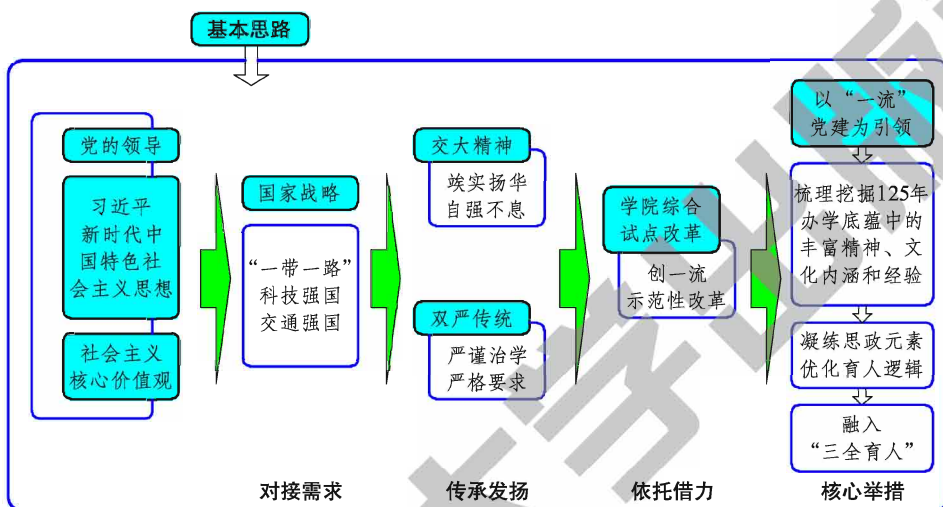 基本思路
党的领导
习近平
新时代中
国特色社
会主义思想
社会主义
核心价值观
国家战略
“一带一路”
科技强国
交通强国
对接需求
交大精神
竢实扬华
自强不息
双严传统
严谨治学
严格要求
传承发扬
学院综合
试点改革
创一流
示范性改革
依托借力
以“一流”
党建为引领
梳理挖掘125年
办学底蕴中的
丰富精神、文
化内涵和经验
凝练思政元素
优化育人逻辑
融入
“三全育人”
核心举措